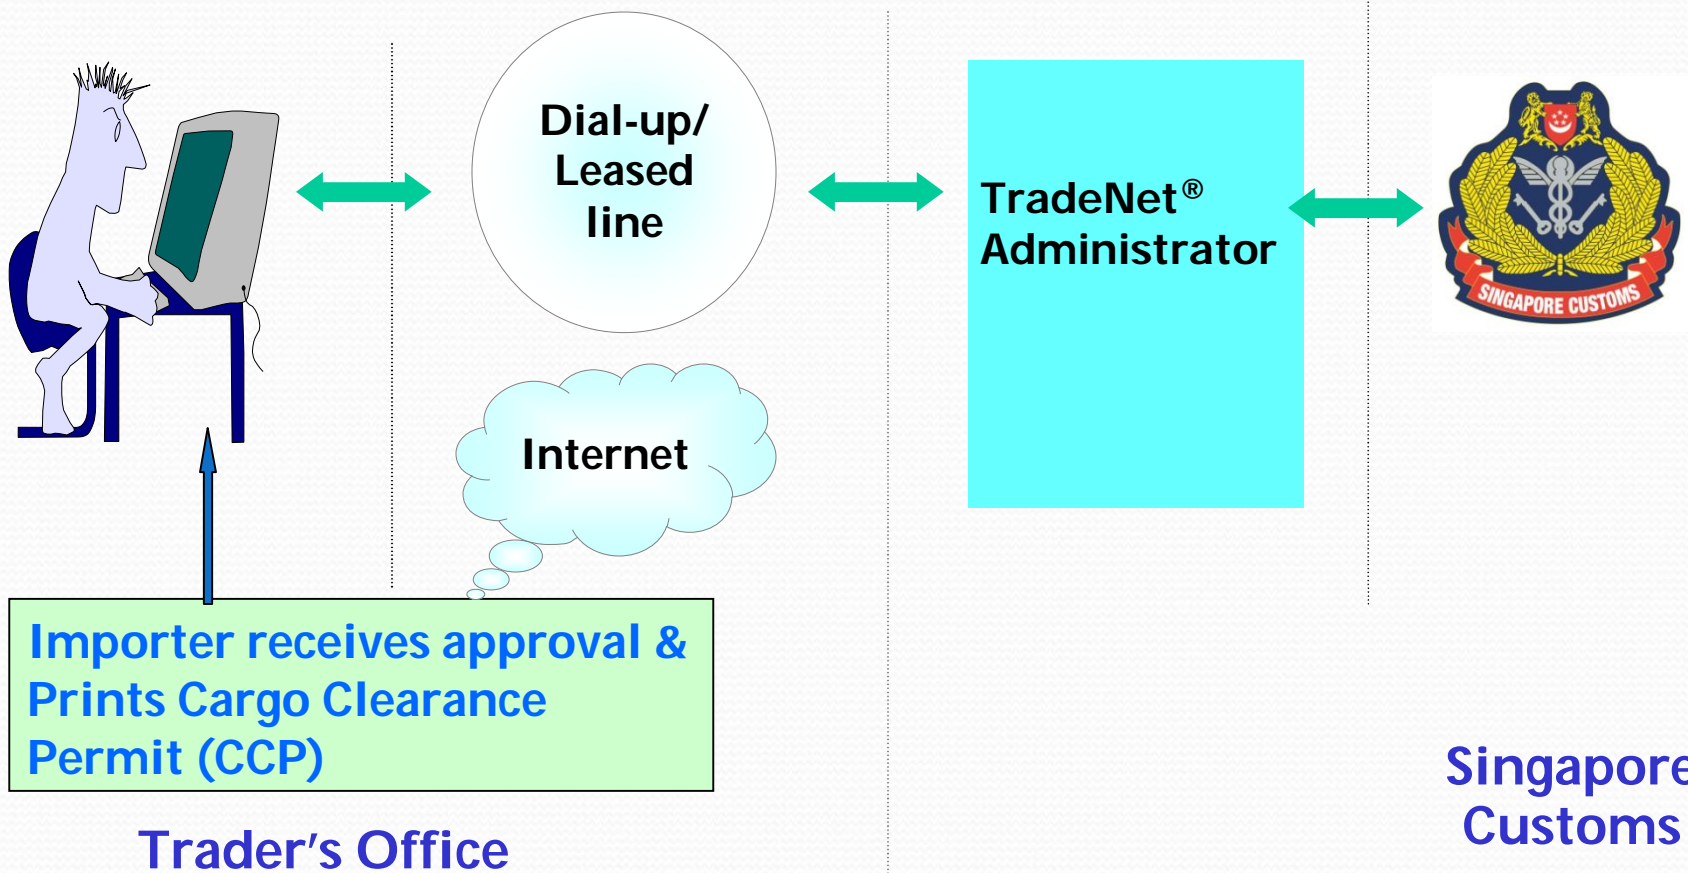 Dial-up/
Leased
line
TradeNet®
Administrator
SINGAPORE CUSTOMS
Internet
Importer receives approval &
Prints Cargo Clearance
Permit (CCP)
Trader's Office
Singapore
Customs